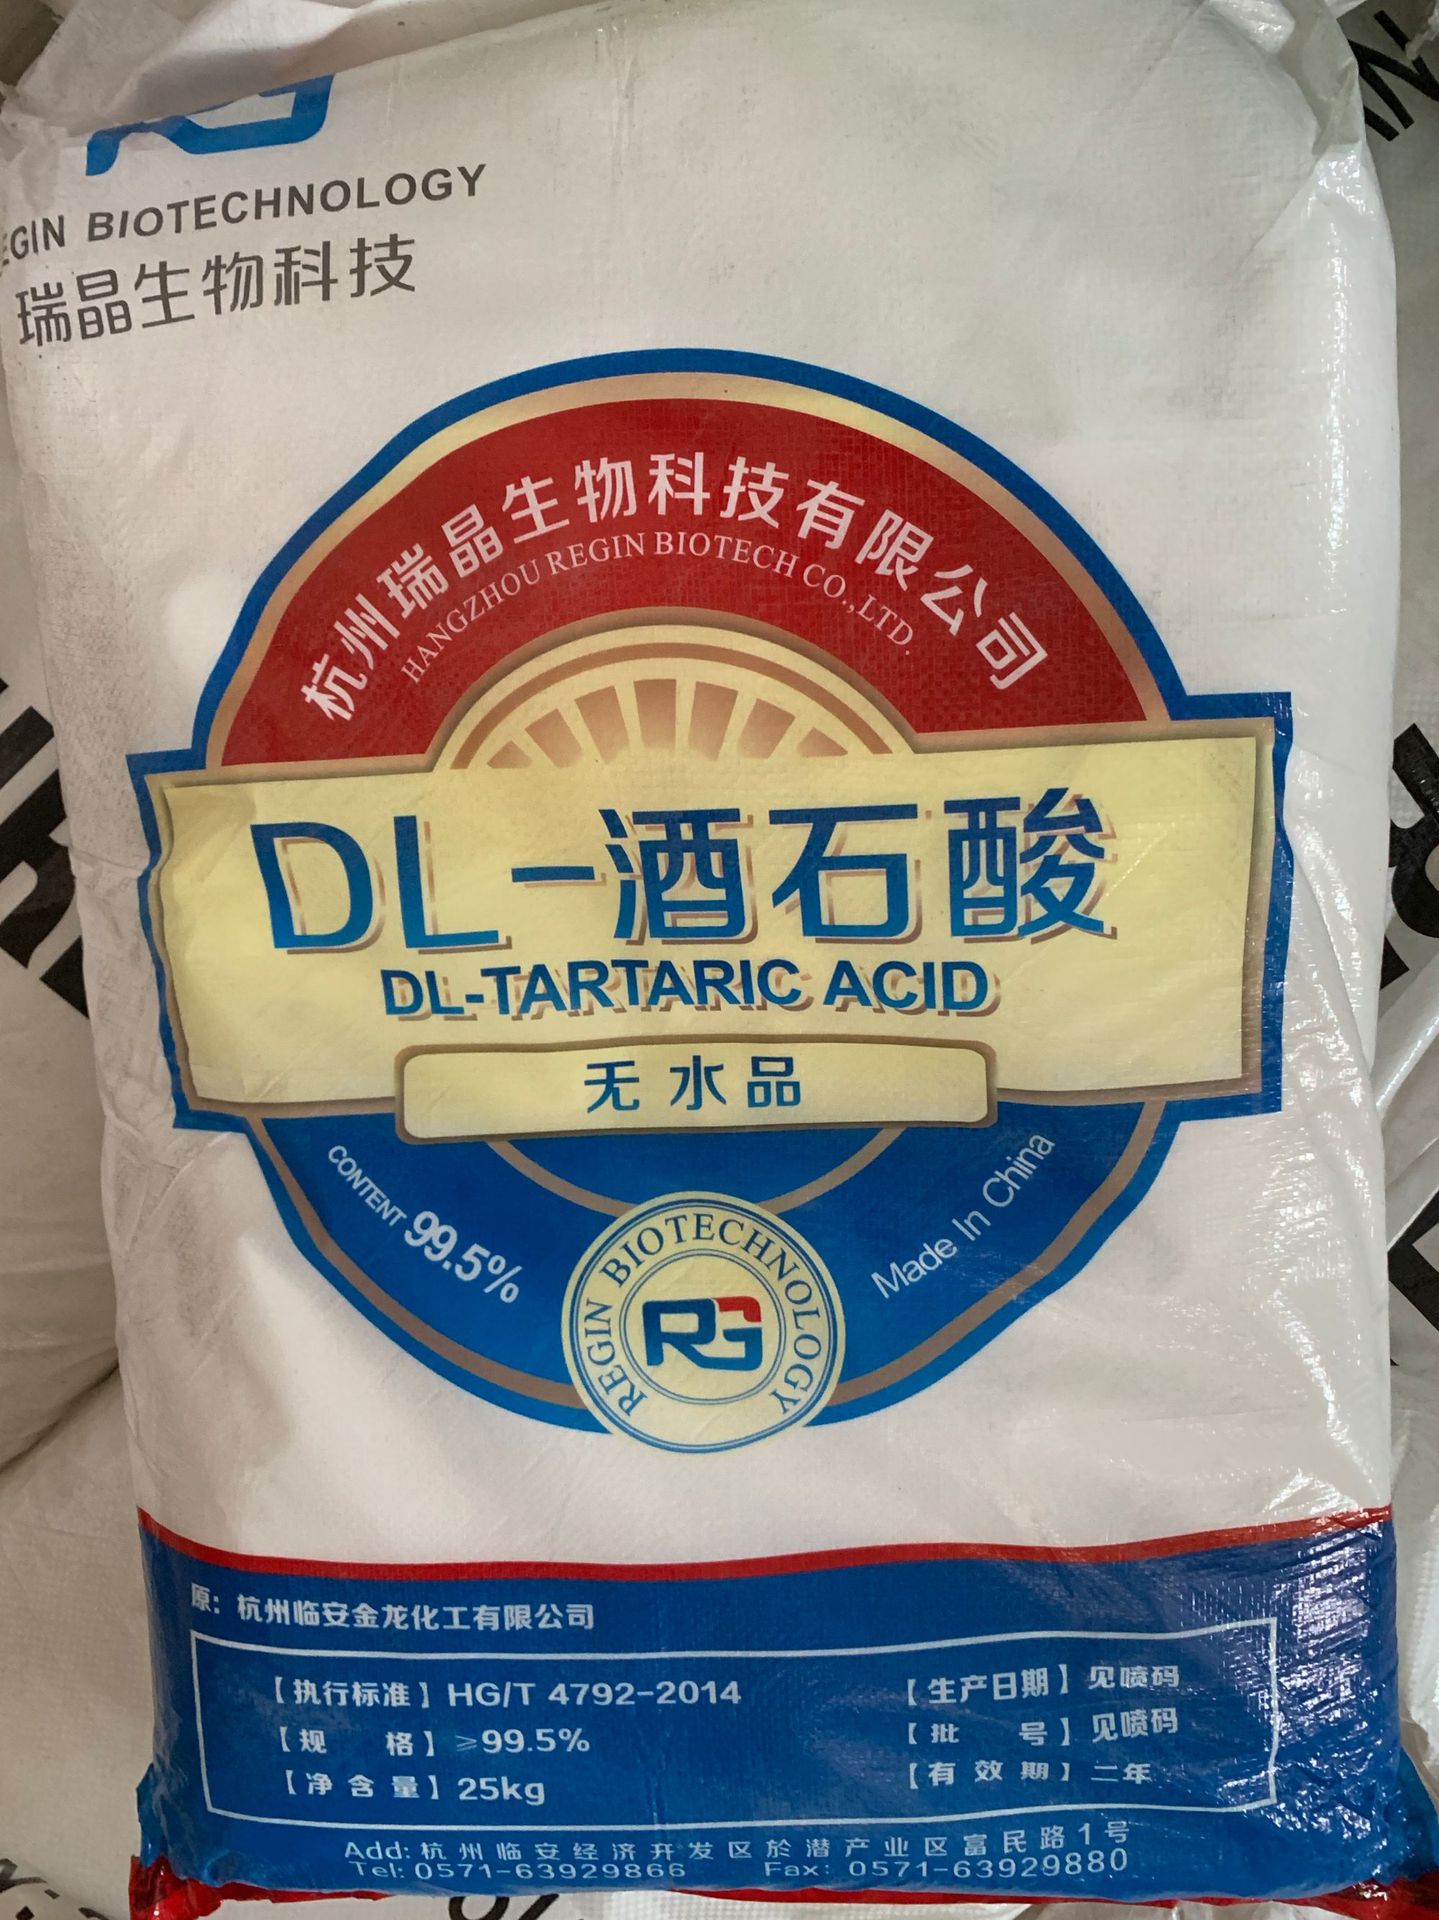 REGIN BIOTECHNOLOGY
瑞晶生物科技
杭州瑞晶生物科技有限公司
HANGZHOU REGIN BIOTECH CO.,LTD.
DL-酒石酸
DL-TARTARIC ACID
无水品
CONTENT 99.5%
Made In China
REGIN BIOTECHNOLOGY
RG
原：杭州临安金龙化工有限公司
【执行标准】HG/T 4792-2014
【生产日期】见喷码
【规 格】≥99.5%
【批 号】见喷码
【净含量】25kg
【有效期】二年
Add: 杭州临安经济开发区於潜产业区富民路1号
Tel: 0571-63929866 Fax: 0571-63929880